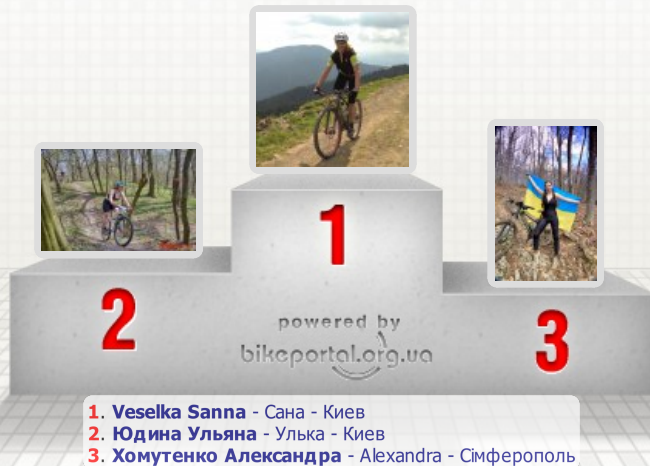 1
2
3
powered by
bikeportal.org.ua
1. Veselka Sanna - Сана - Киев
2. Юдина Ульяна - Улька - Киев
3. Хомутенко Александра - Alexandra - Сімферополь